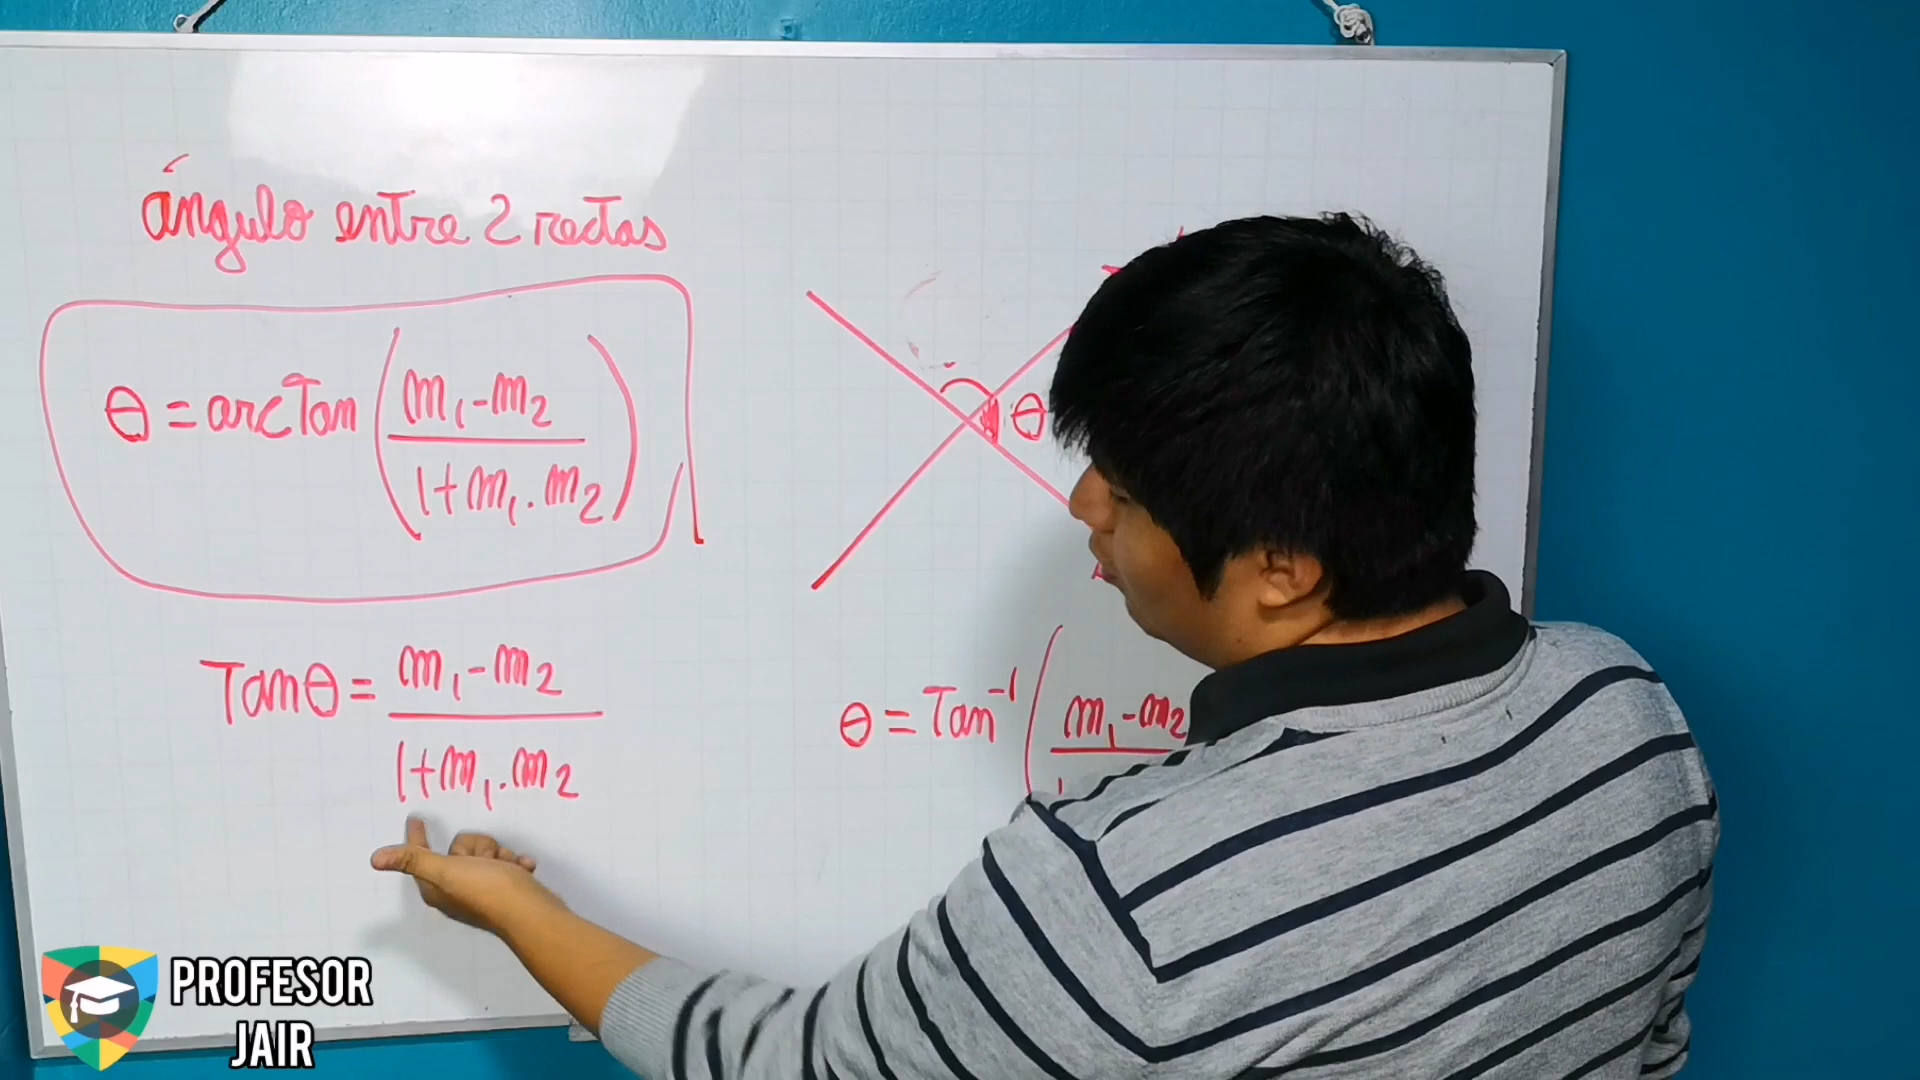 ángulo entre 2 rectas
θ = arcTan (m₁-m₂ / 1+m₁.m₂)
Tanθ = m₁-m₂ / 1+m₁.m₂
θ
θ = Tan⁻¹ (m₁-m₂
PROFESOR
JAIR